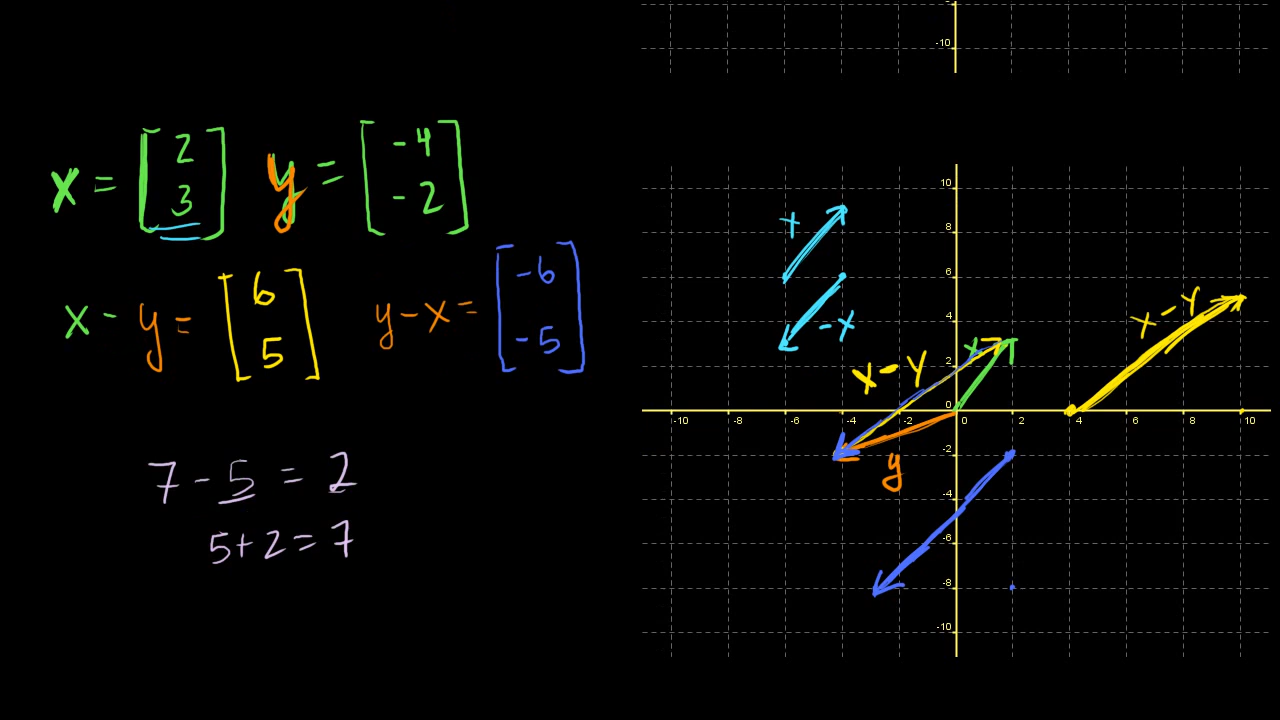 x = [2 3] y = [-4 -2]
x - y = [6 5] y - x = [-6 -5]
7 - 5 = 2
5 + 2 = 7
-10
10
8
6
4
2
0
-2
-4
-6
-8
-10
-10 -8 -6 -4 -2 0 2 4 6 8 10
x
-x
x - y
x
y
x - y